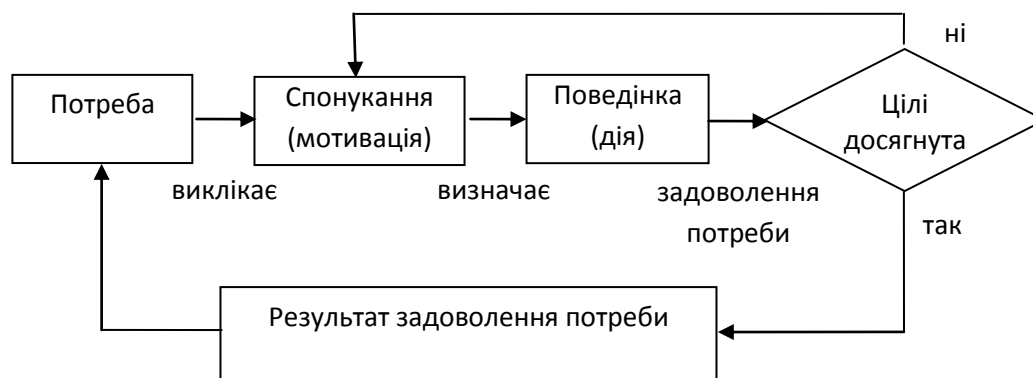 ні
Потреба
Спонукання
(мотивація)
Поведінка
(дія)
Цілі
досягнута
виклікає
визначає
задоволення
потреби
так
Результат задоволення потреби